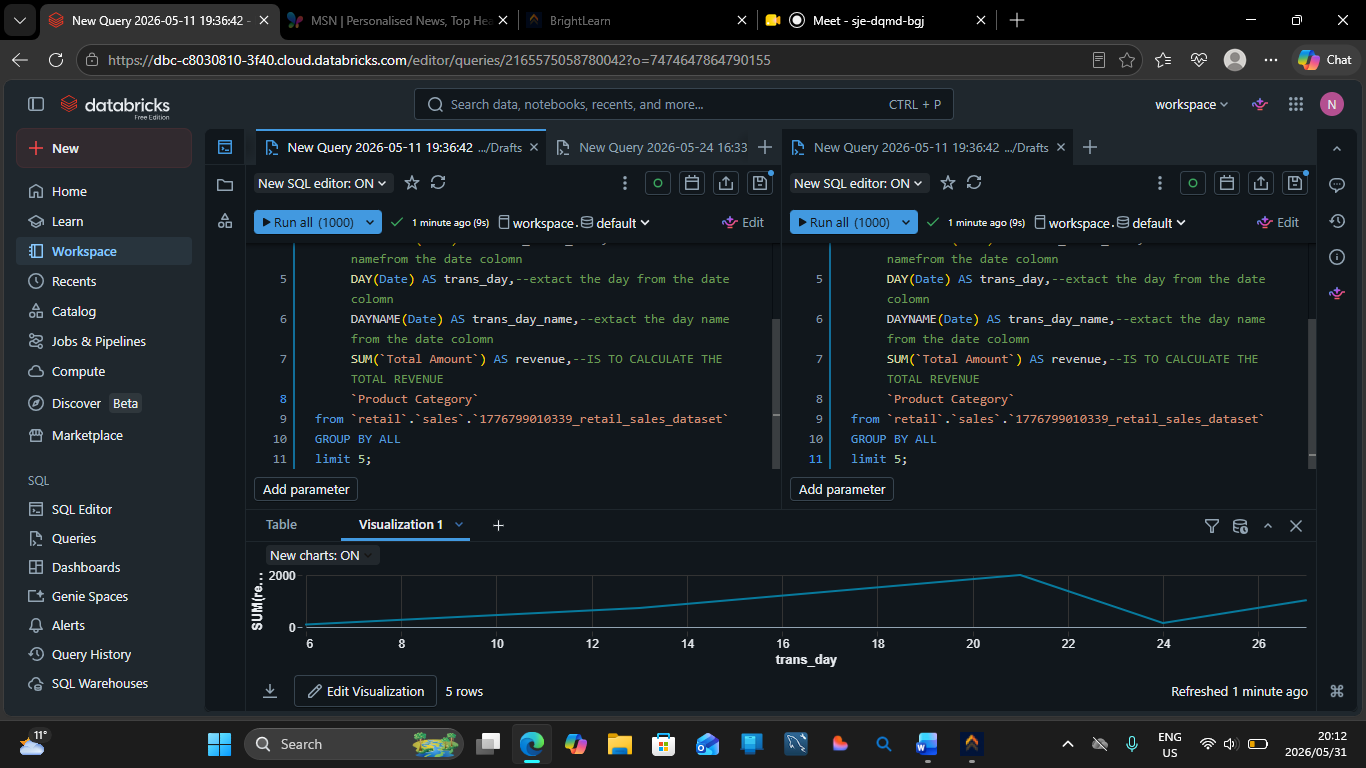 New Query 2026-05-11 19:36:42 -
MSN | Personalised News, Top Hea
BrightLearn
Meet - sje-dqmd-bgj
https://dbc-c8030810-3f40.cloud.databricks.com/editor/queries/2165575058780042?o=7474647864790155
Chat
databricks
Free Edition
Search data, notebooks, recents, and more...
CTRL + P
workspace
N
New
Home
Learn
Workspace
Recents
Catalog
Jobs & Pipelines
Compute
Discover
Beta
Marketplace
SQL
SQL Editor
Queries
Dashboards
Genie Spaces
Alerts
Query History
SQL Warehouses
New Query 2026-05-11 19:36:42 .../Drafts
New Query 2026-05-24 16:33
New SQL editor: ON
Run all (1000)
1 minute ago (9s)
workspace.
default
Edit
namefrom the date colomn
5 DAY(Date) AS trans_day,--extact the day from the date
colomn
6 DAYNAME(Date) AS trans_day_name,--extact the day name
from the date colomn
7 SUM(`Total Amount`) AS revenue,--IS TO CALCULATE THE
TOTAL REVENUE
8 `Product Category`
9 from `retail`.`sales`.`1776799010339_retail_sales_dataset`
10 GROUP BY ALL
11 limit 5;
Add parameter
New Query 2026-05-11 19:36:42 .../Drafts
New SQL editor: ON
Run all (1000)
1 minute ago (9s)
workspace.
default
Edit
namefrom the date colomn
5 DAY(Date) AS trans_day,--extact the day from the date
colomn
6 DAYNAME(Date) AS trans_day_name,--extact the day name
from the date colomn
7 SUM(`Total Amount`) AS revenue,--IS TO CALCULATE THE
TOTAL REVENUE
8 `Product Category`
9 from `retail`.`sales`.`1776799010339_retail_sales_dataset`
10 GROUP BY ALL
11 limit 5;
Add parameter
Table
Visualization 1
New charts: ON
SUM(re...
2000
0
6 8 10 12 14 16 18 20 22 24 26
trans_day
Edit Visualization
5 rows
Refreshed 1 minute ago
11°
Search
ENG
US
20:12
2026/05/31